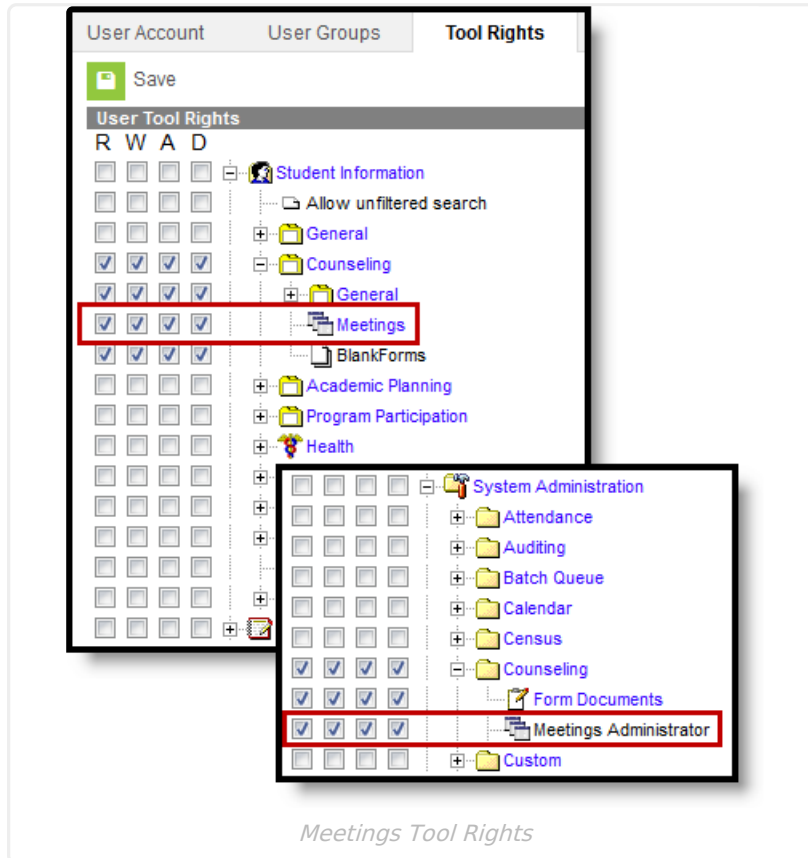 User Account User Groups Tool Rights
Save
User Tool Rights
R W A D
Student Information
Allow unfiltered search
General
Counseling
General
Meetings
BlankForms
Academic Planning
Program Participation
Health
System Administration
Attendance
Auditing
Batch Queue
Calendar
Census
Counseling
Form Documents
Meetings Administrator
Custom
Meetings Tool Rights